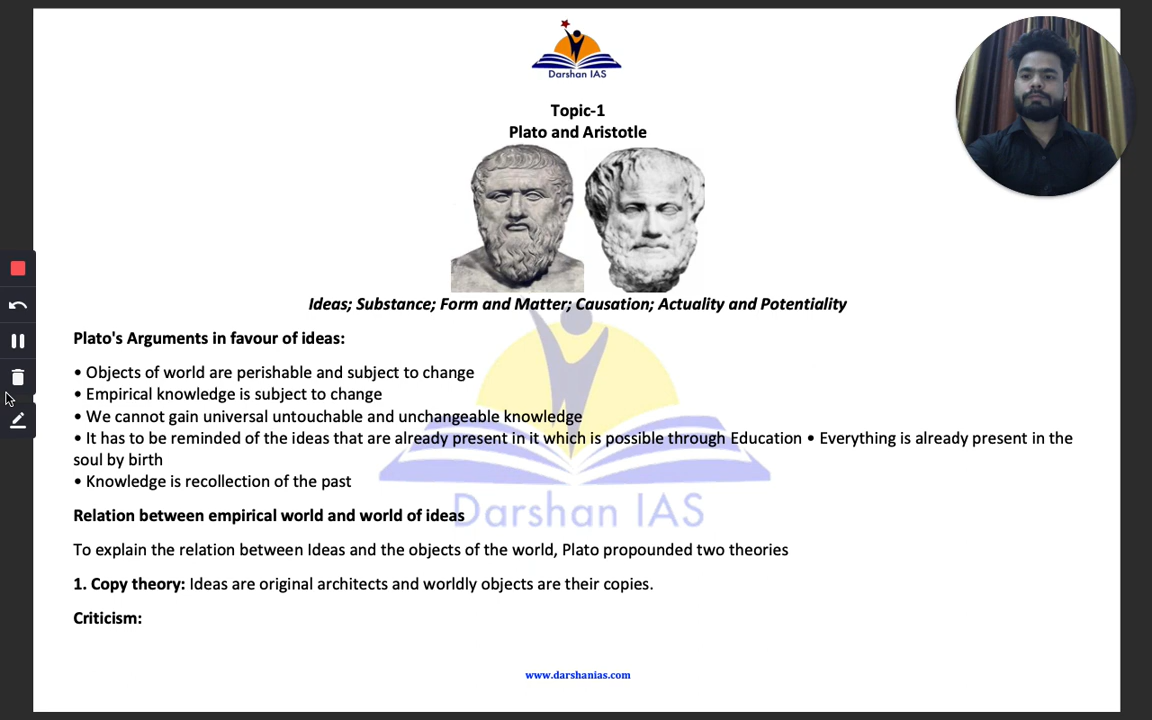 Darshan IAS
Topic-1
Plato and Aristotle
Ideas; Substance; Form and Matter; Causation; Actuality and Potentiality
Plato's Arguments in favour of ideas:
• Objects of world are perishable and subject to change
• Empirical knowledge is subject to change
• We cannot gain universal untouchable and unchangeable knowledge
• It has to be reminded of the ideas that are already present in it which is possible through Education • Everything is already present in the
soul by birth
• Knowledge is recollection of the past
Darshan IAS
Relation between empirical world and world of ideas
To explain the relation between Ideas and the objects of the world, Plato propounded two theories
1. Copy theory: Ideas are original architects and worldly objects are their copies.
Criticism:
www.darshanias.com